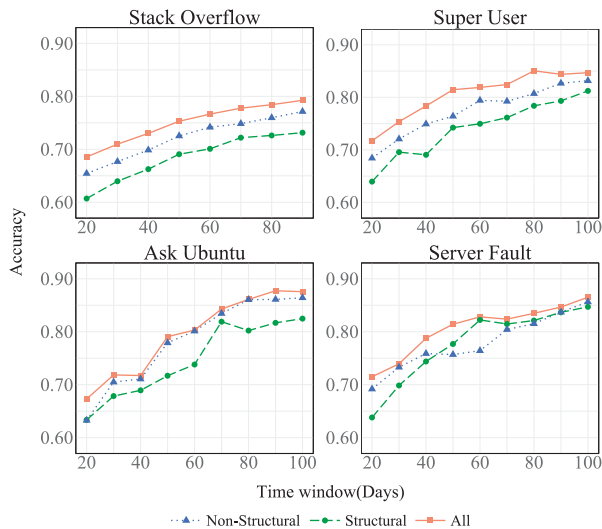 Stack Overflow
Super User
0.90
0.80
0.70
0.60
20 40 60 80
0.90
0.80
0.70
0.60
20 40 60 80 100
Accuracy
Ask Ubuntu
Server Fault
0.90
0.80
0.70
0.60
20 40 60 80 100
0.90
0.80
0.70
0.60
20 40 60 80 100
Time window(Days)
Non-Structural Structural All